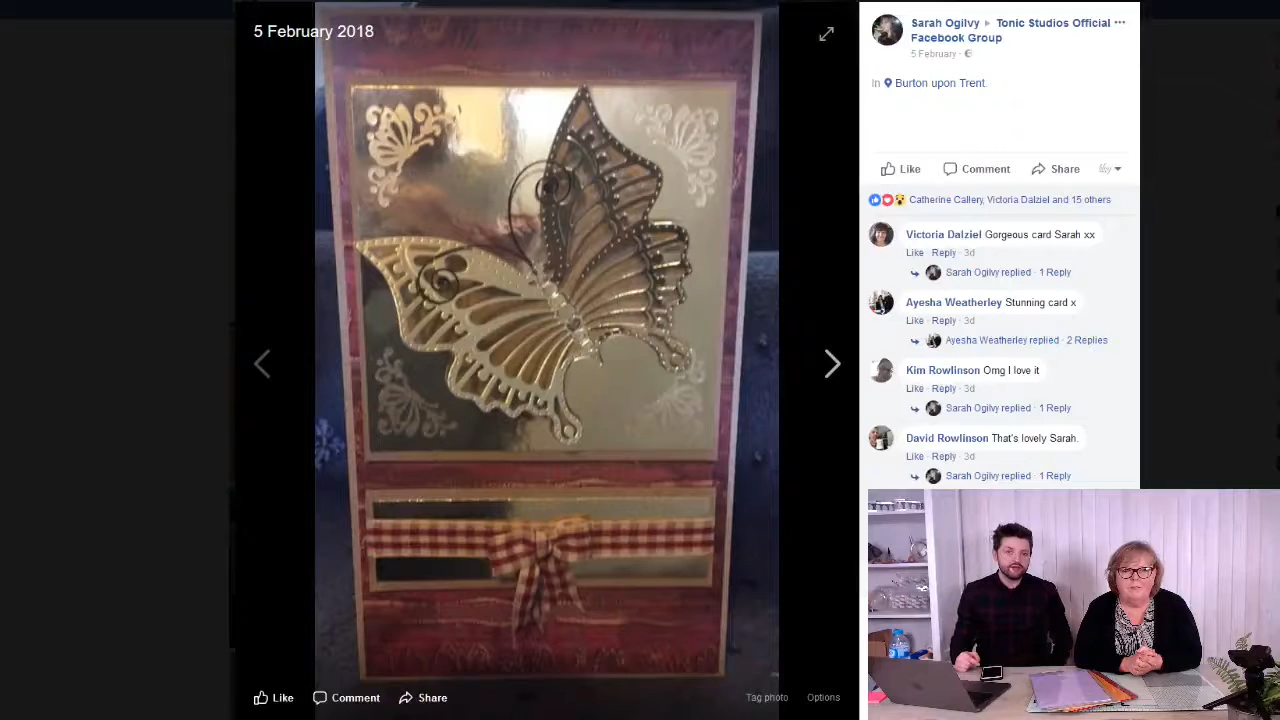 5 February 2018
Sarah Ogilvy ▸ Tonic Studios Official ···
Facebook Group
5 February ·
In Burton upon Trent.
Like Comment Share
Catherine Callery, Victoria Dalziel and 15 others
Victoria Dalziel Gorgeous card Sarah xx
Like · Reply · 3d
Sarah Ogilvy replied · 1 Reply
Ayesha Weatherley Stunning card x
Like · Reply · 3d
Ayesha Weatherley replied · 2 Replies
Kim Rowlinson Omg I love it
Like · Reply · 3d
Sarah Ogilvy replied · 1 Reply
David Rowlinson That's lovely Sarah.
Like · Reply · 3d
Sarah Ogilvy replied · 1 Reply
Like Comment Share
Tag photo Options